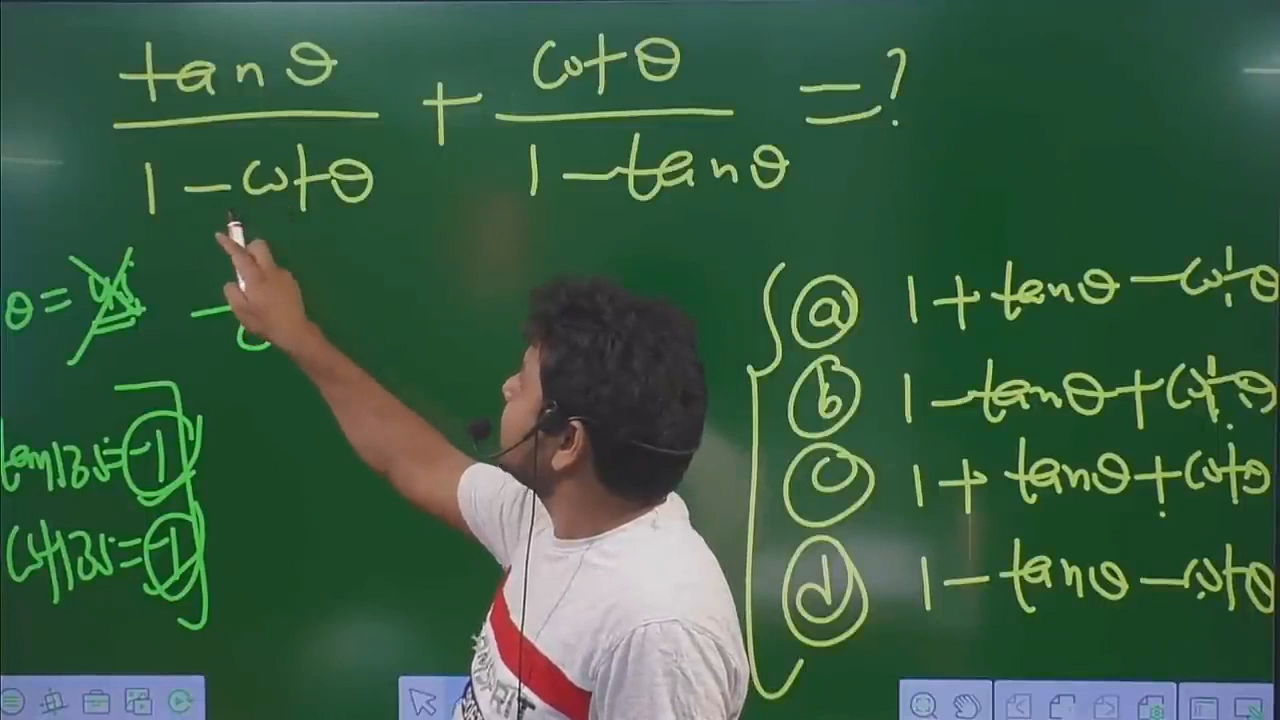 tanθ/(1 - cotθ) + cotθ/(1 - tanθ) = ?
θ =
tan135 = -1
cot135 = -1
(a) 1 + tanθ - cotθ
(b) 1 - tanθ + cotθ
(c) 1 + tanθ + cotθ
(d) 1 - tanθ - cotθ